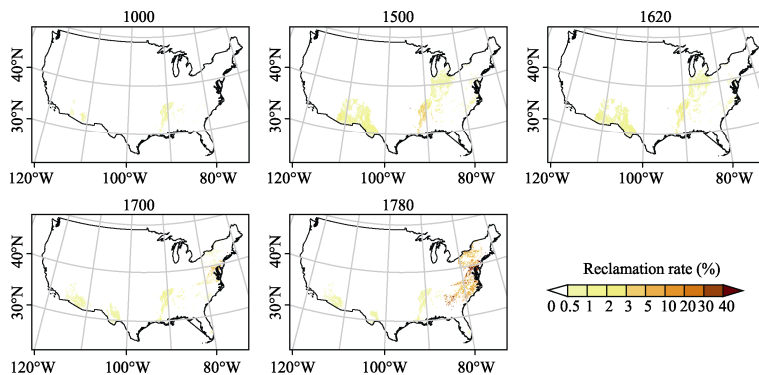 1000 1500 1620
40°N 40°N 40°N
30°N 30°N 30°N
120°W 100°W 80°W 120°W 100°W 80°W 120°W 100°W 80°W
1700 1780
40°N 40°N
Reclamation rate (%)
30°N 30°N
0 0.5 1 2 3 5 10 20 30 40
120°W 100°W 80°W 120°W 100°W 80°W